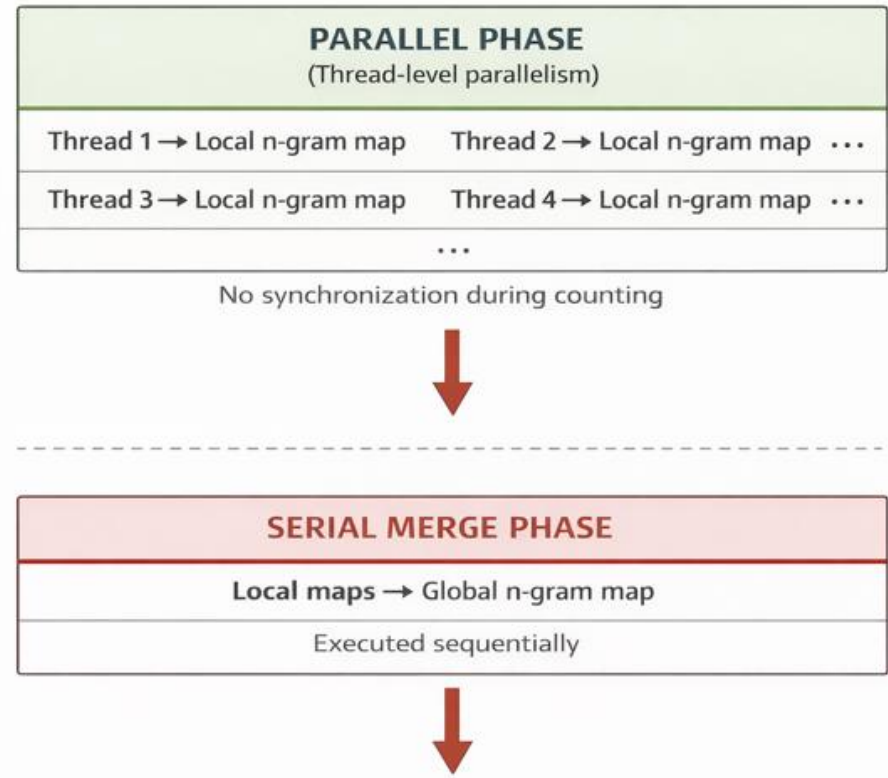 PARALLEL PHASE
(Thread-level parallelism)
Thread 1 → Local n-gram map Thread 2 → Local n-gram map ...
Thread 3 → Local n-gram map Thread 4 → Local n-gram map ...
...
No synchronization during counting
SERIAL MERGE PHASE
Local maps → Global n-gram map
Executed sequentially